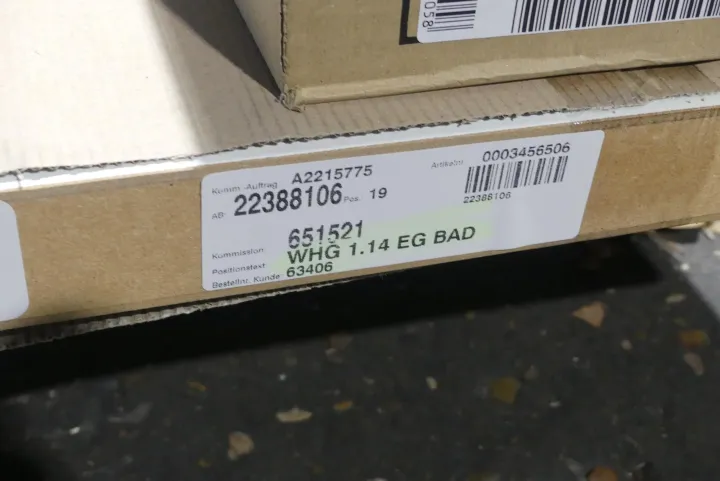 058
Komm.-Auftrag: A2215775
Artikelnr. 0003456506
AB: 22388106 Pos. 19
22388106
Kommission: 651521
Positionstext: WHG 1.14 EG BAD
Bestellnr. Kunde: 63406